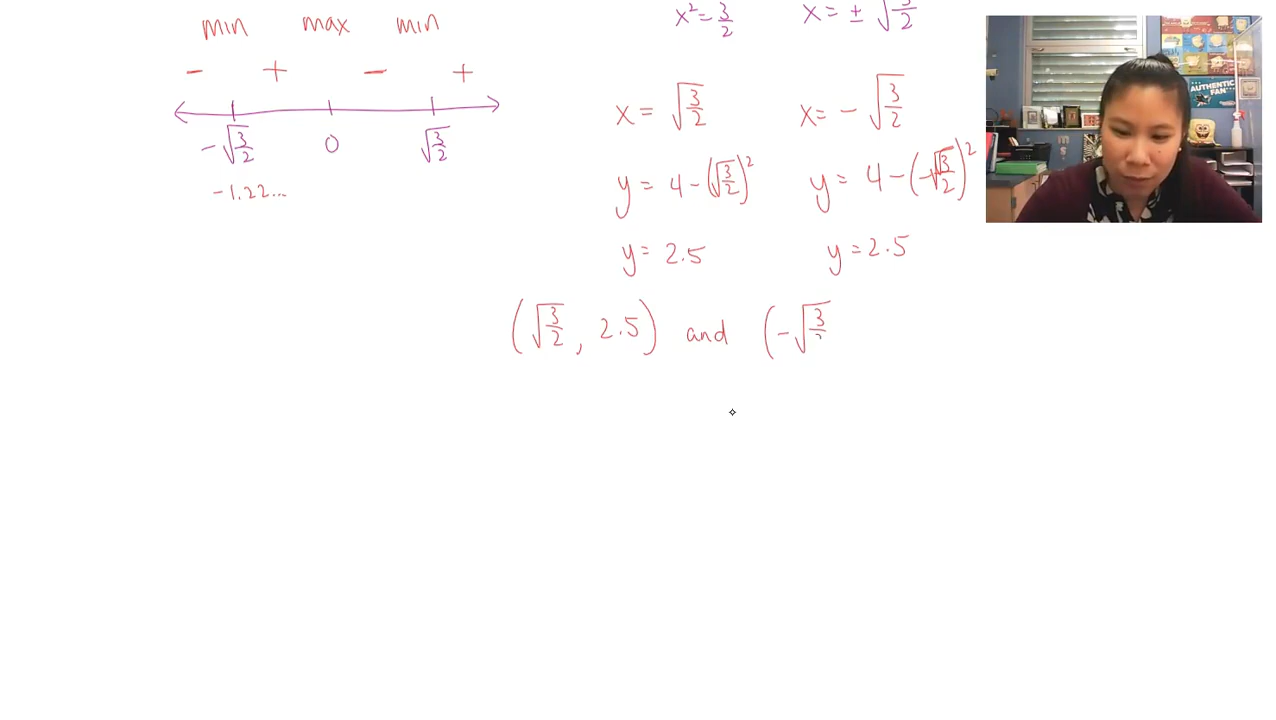 min max min
- + - +
-√3/2 0 √3/2
-1.22...
x² = 3/2 x = ± √3/2
x = √3/2 x = - √3/2
y = 4 - (√3/2)² y = 4 - (-√3/2)²
y = 2.5 y = 2.5
(√3/2, 2.5) and (-√3/2
AUTHENTIC
FAN